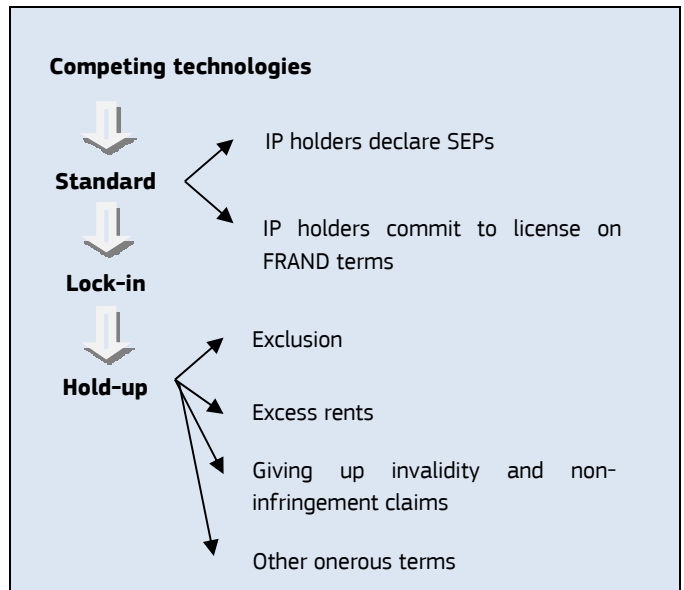 Competing technologies
IP holders declare SEPs
Standard
IP holders commit to license on
FRAND terms
Lock-in
Exclusion
Hold-up
Excess rents
Giving up invalidity and non-
infringement claims
Other onerous terms